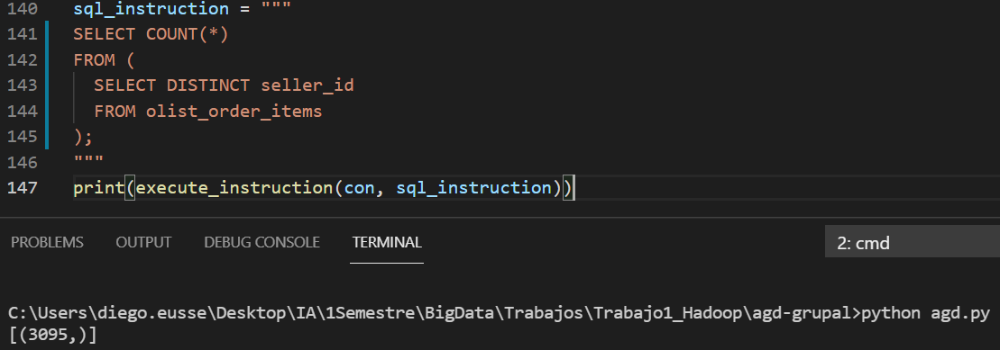 140 sql_instruction = """
141 SELECT COUNT(*)
142 FROM (
143 SELECT DISTINCT seller_id
144 FROM olist_order_items
145 );
146 """
147 print(execute_instruction(con, sql_instruction))
PROBLEMS OUTPUT DEBUG CONSOLE TERMINAL 2: cmd
C:\Users\diego.eusse\Desktop\IA\1Semestre\BigData\Trabajos\Trabajo1_Hadoop\agd-grupal>python agd.py
[(3095,)]